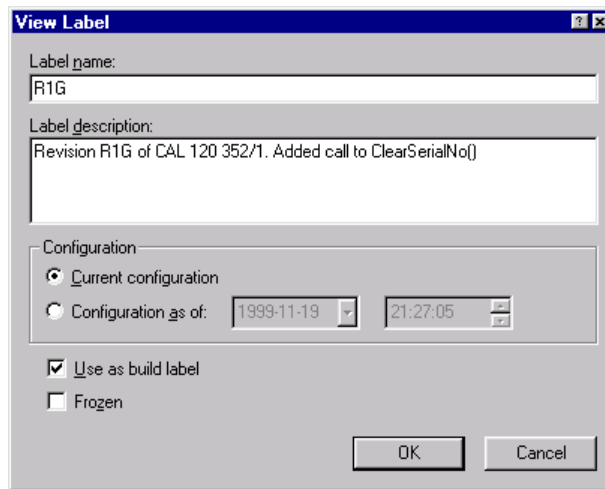 View Label
Label name:
R1G
Label description:
Revision R1G of CAL 120 352/1. Added call to ClearSerialNo()
Configuration
Current configuration
Configuration as of: 1999-11-19 21:27:05
Use as build label
Frozen
OK Cancel